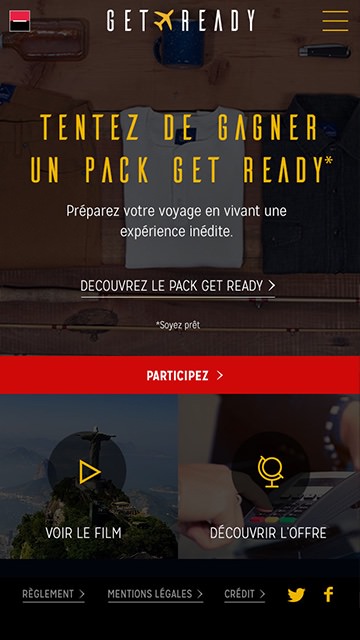 GET READY
TENTEZ DE GAGNER
UN PACK GET READY*
Préparez votre voyage en vivant une
expérience inédite.
DECOUVREZ LE PACK GET READY >
*Soyez prêt
PARTICIPEZ >
VOIR LE FILM
DÉCOUVRIR L'OFFRE
RÈGLEMENT > MENTIONS LÉGALES > CRÉDIT >